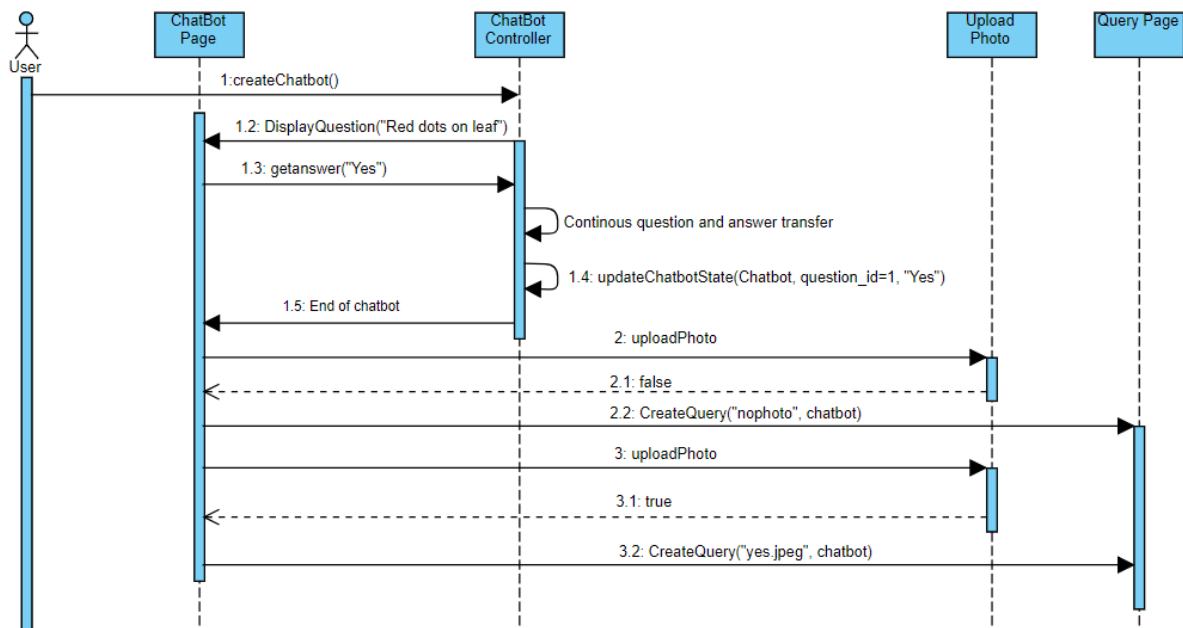 ChatBot
Page
ChatBot
Controller
Upload
Photo
Query Page
User
1:createChatbot()
1.2: DisplayQuestion("Red dots on leaf")
1.3: getanswer("Yes")
Continous question and answer transfer
1.4: updateChatbotState(Chatbot, question_id=1, "Yes")
1.5: End of chatbot
2: uploadPhoto
2.1: false
2.2: CreateQuery("nophoto", chatbot)
3: uploadPhoto
3.1: true
3.2: CreateQuery("yes.jpeg", chatbot)